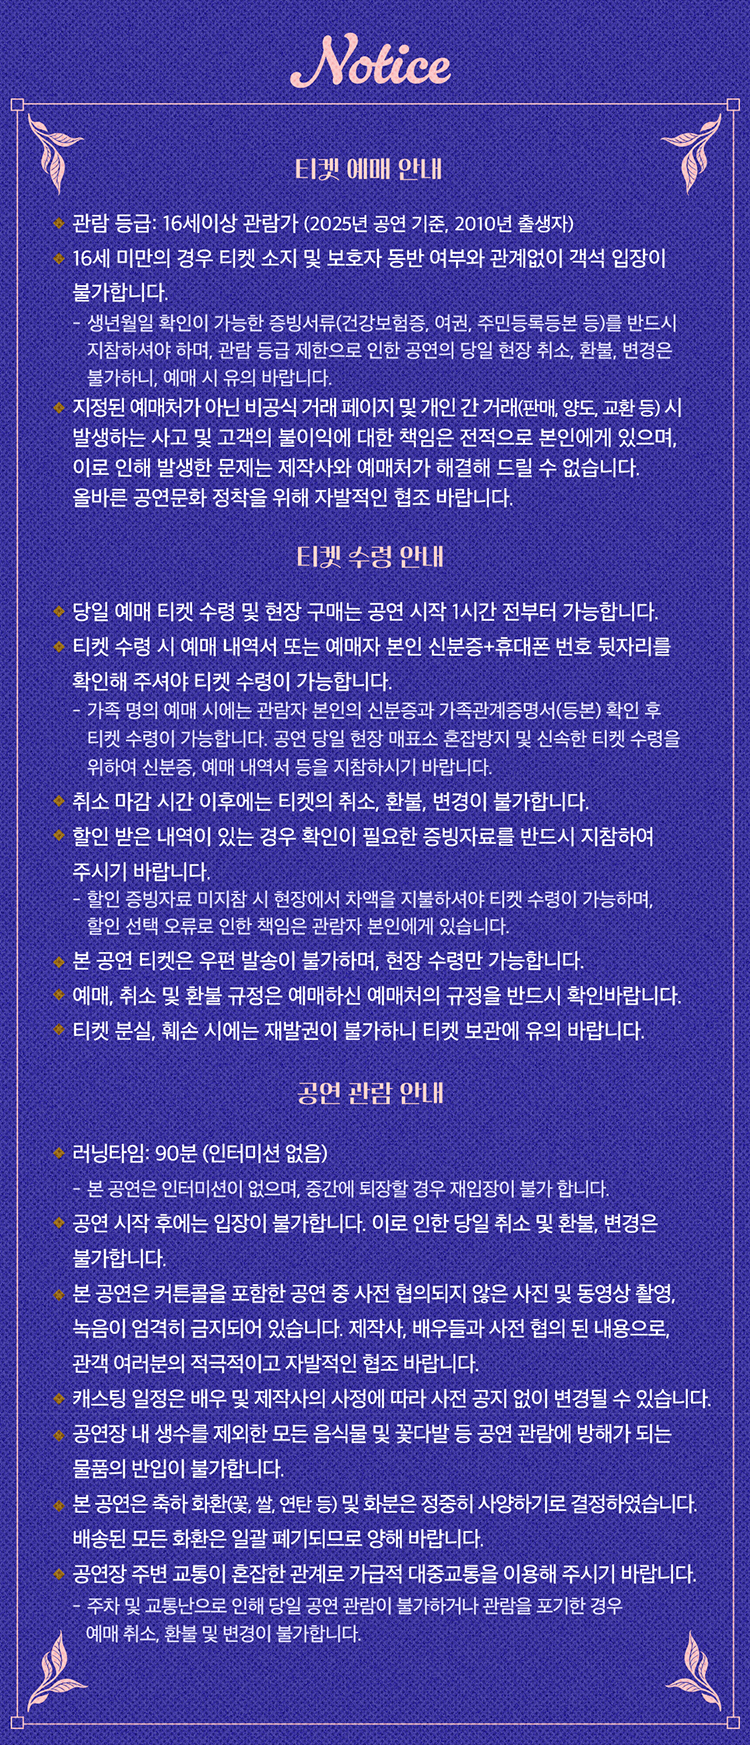 Notice
티켓 예매 안내
관람 등급: 16세이상 관람가 (2025년 공연 기준, 2010년 출생자)
16세 미만의 경우 티켓 소지 및 보호자 동반 여부와 관계없이 객석 입장이
불가합니다.
- 생년월일 확인이 가능한 증빙서류(건강보험증, 여권, 주민등록등본 등)를 반드시
지참하셔야 하며, 관람 등급 제한으로 인한 공연의 당일 현장 취소, 환불, 변경은
불가하니, 예매 시 유의 바랍니다.
지정된 예매처가 아닌 비공식 거래 페이지 및 개인 간 거래(판매, 양도, 교환 등) 시
발생하는 사고 및 고객의 불이익에 대한 책임은 전적으로 본인에게 있으며,
이로 인해 발생한 문제는 제작사와 예매처가 해결해 드릴 수 없습니다.
올바른 공연문화 정착을 위해 자발적인 협조 바랍니다.
티켓 수령 안내
당일 예매 티켓 수령 및 현장 구매는 공연 시작 1시간 전부터 가능합니다.
티켓 수령 시 예매 내역서 또는 예매자 본인 신분증+휴대폰 번호 뒷자리를
확인해 주셔야 티켓 수령이 가능합니다.
- 가족 명의 예매 시에는 관람자 본인의 신분증과 가족관계증명서(등본) 확인 후
티켓 수령이 가능합니다. 공연 당일 현장 매표소 혼잡방지 및 신속한 티켓 수령을
위하여 신분증, 예매 내역서 등을 지참하시기 바랍니다.
취소 마감 시간 이후에는 티켓의 취소, 환불, 변경이 불가합니다.
할인 받은 내역이 있는 경우 확인이 필요한 증빙자료를 반드시 지참하여
주시기 바랍니다.
- 할인 증빙자료 미지참 시 현장에서 차액을 지불하셔야 티켓 수령이 가능하며,
할인 선택 오류로 인한 책임은 관람자 본인에게 있습니다.
본 공연 티켓은 우편 발송이 불가하며, 현장 수령만 가능합니다.
예매, 취소 및 환불 규정은 예매하신 예매처의 규정을 반드시 확인바랍니다.
티켓 분실, 훼손 시에는 재발권이 불가하니 티켓 보관에 유의 바랍니다.
공연 관람 안내
러닝타임: 90분 (인터미션 없음)
- 본 공연은 인터미션이 없으며, 중간에 퇴장할 경우 재입장이 불가 합니다.
공연 시작 후에는 입장이 불가합니다. 이로 인한 당일 취소 및 환불, 변경은
불가합니다.
본 공연은 커튼콜을 포함한 공연 중 사전 협의되지 않은 사진 및 동영상 촬영,
녹음이 엄격히 금지되어 있습니다. 제작사, 배우들과 사전 협의 된 내용으로,
관객 여러분의 적극적이고 자발적인 협조 바랍니다.
캐스팅 일정은 배우 및 제작사의 사정에 따라 사전 공지 없이 변경될 수 있습니다.
공연장 내 생수를 제외한 모든 음식물 및 꽃다발 등 공연 관람에 방해가 되는
물품의 반입이 불가합니다.
본 공연은 축하 화환(꽃, 쌀, 연탄 등) 및 화분은 정중히 사양하기로 결정하였습니다.
배송된 모든 화환은 일괄 폐기되므로 양해 바랍니다.
공연장 주변 교통이 혼잡한 관계로 가급적 대중교통을 이용해 주시기 바랍니다.
- 주차 및 교통난으로 인해 당일 공연 관람이 불가하거나 관람을 포기한 경우
예매 취소, 환불 및 변경이 불가합니다.